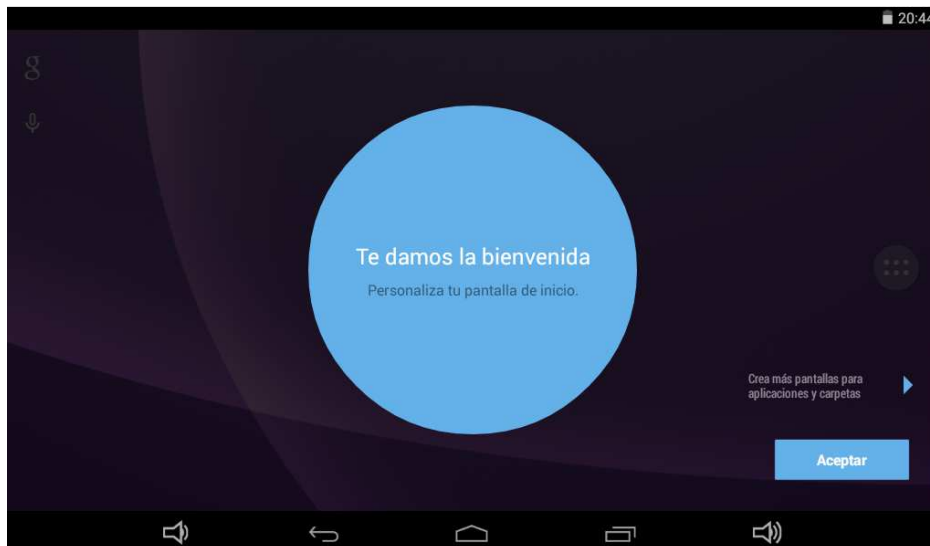 20:44
g
Te damos la bienvenida
Personaliza tu pantalla de inicio.
Crea más pantallas para
aplicaciones y carpetas
Aceptar